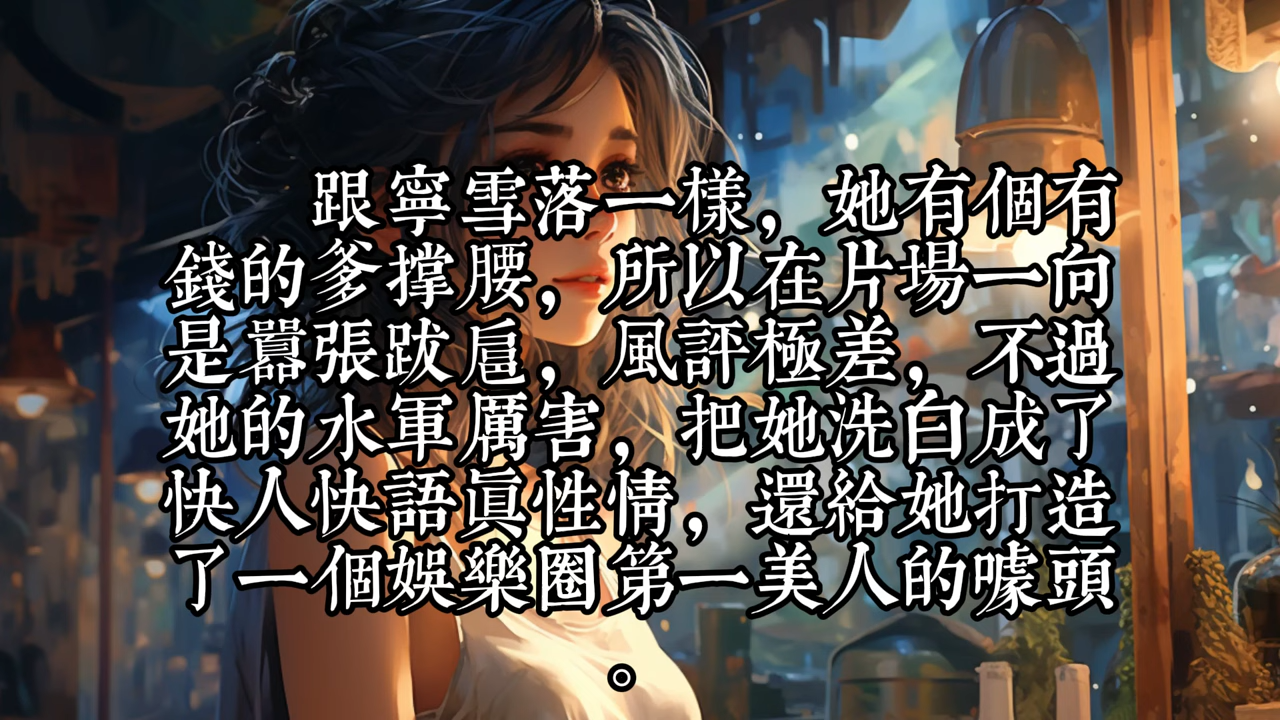 跟寧雪落一樣，她有個有
錢的爹撐腰，所以在片場一向
是囂張跋扈，風評極差，不過
她的水軍厲害，把她洗白成了
快人快語真性情，還給她打造
了一個娛樂圈第一美人的噱頭
。